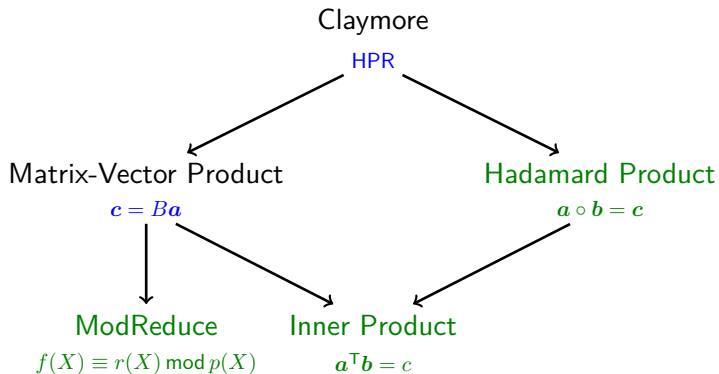 Claymore
HPR
Matrix-Vector Product
c = Ba
Hadamard Product
a ∘ b = c
ModReduce
f(X) ≡ r(X) mod p(X)
Inner Product
aᵀb = c